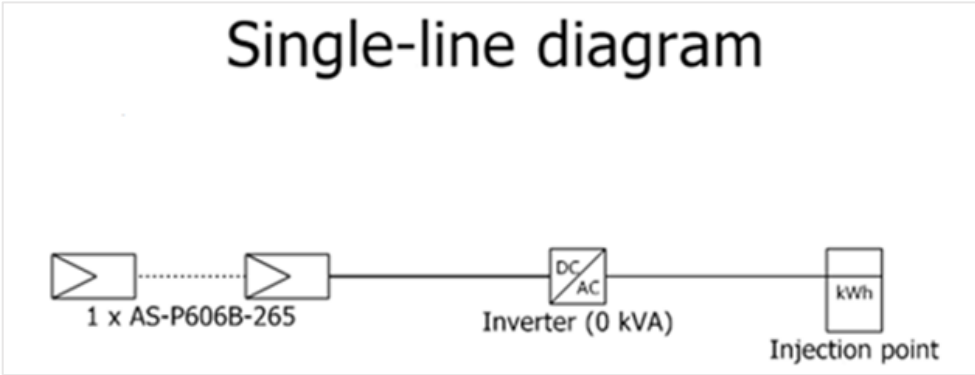 Single-line diagram
DC
AC
kWh
1 x AS-P606B-265
Inverter (0 kVA)
Injection point